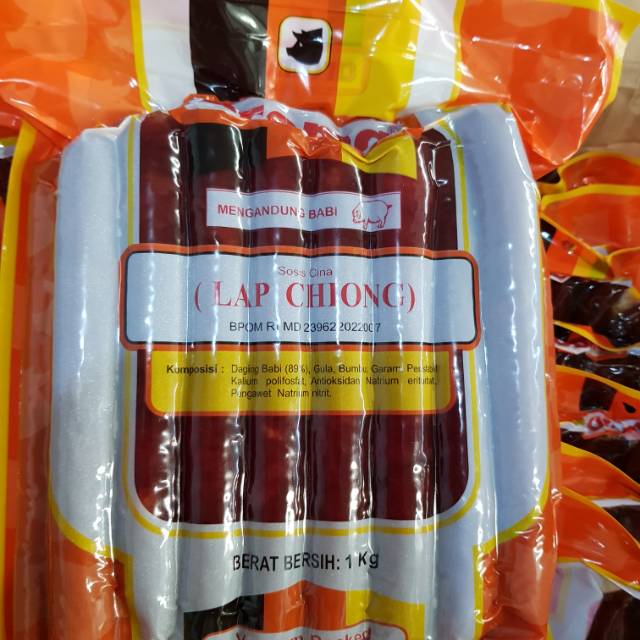 MENGANDUNG BABI
Sosis Cina
( LAP CHIONG)
BPOM RI MD 239622022007
Komposisi : Daging Babi (89%), Gula, Bumbu, Garam, Penstabil
Kalium polifosfat, Antioksidan Natrium eritorbat,
Pengawet Natrium nitrit.
BERAT BERSIH: 1 Kg